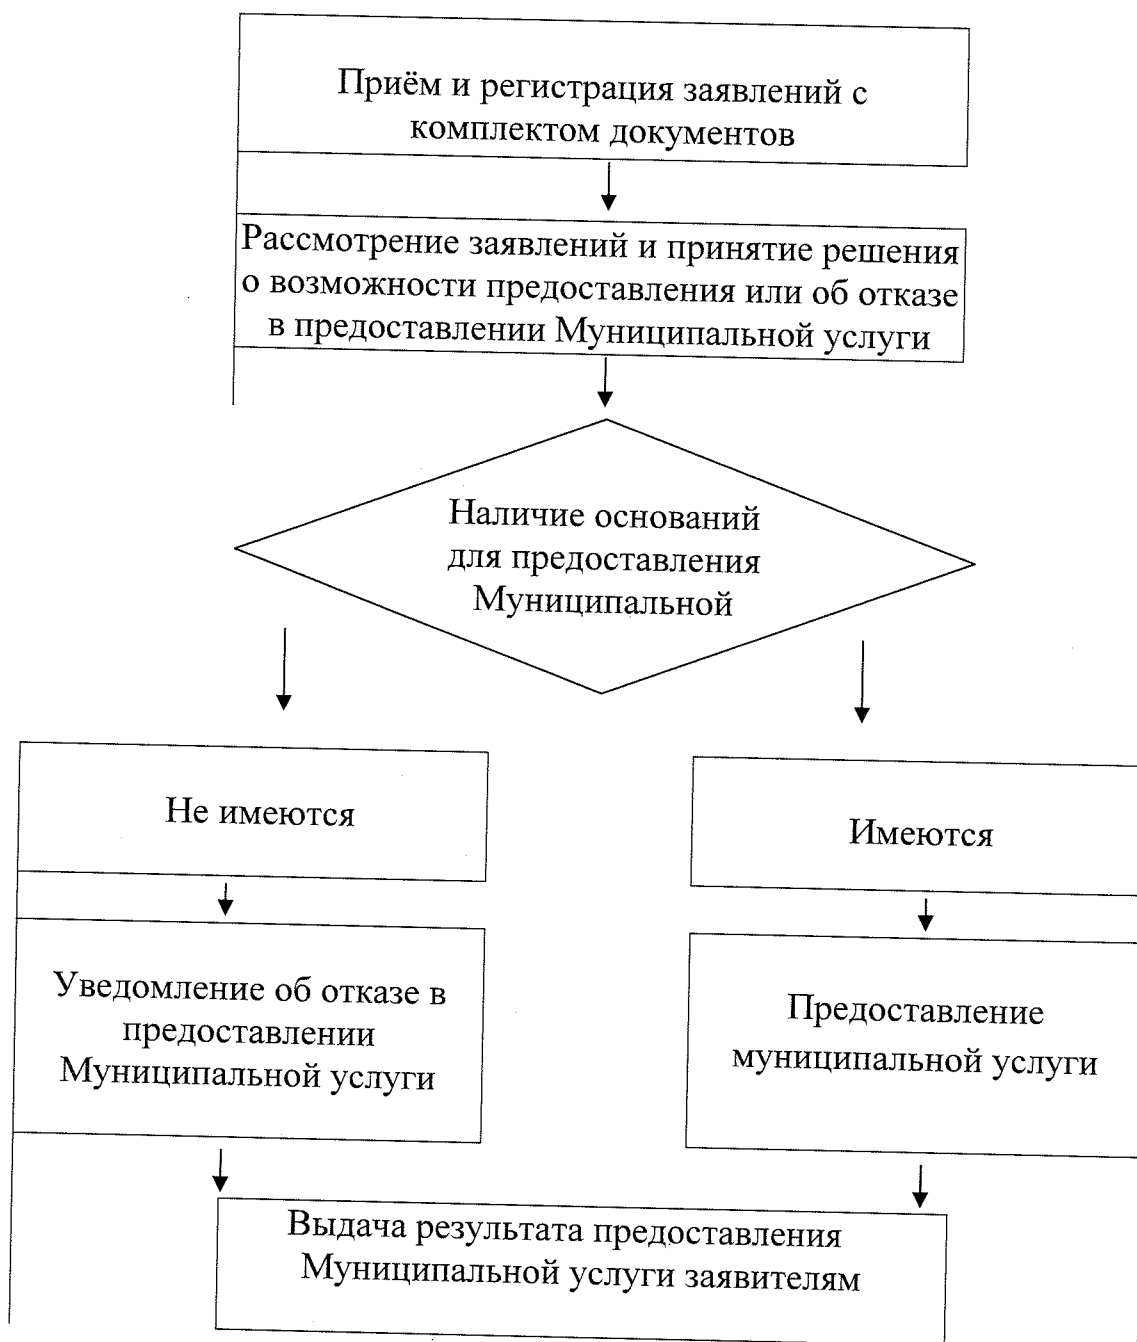 Приём и регистрация заявлений с
комплектом документов
Рассмотрение заявлений и принятие решения
о возможности предоставления или об отказе
в предоставлении Муниципальной услуги
Наличие оснований
для предоставления
Муниципальной
Не имеются
Имеются
Уведомление об отказе в
предоставлении
Муниципальной услуги
Предоставление
муниципальной услуги
Выдача результата предоставления
Муниципальной услуги заявителям